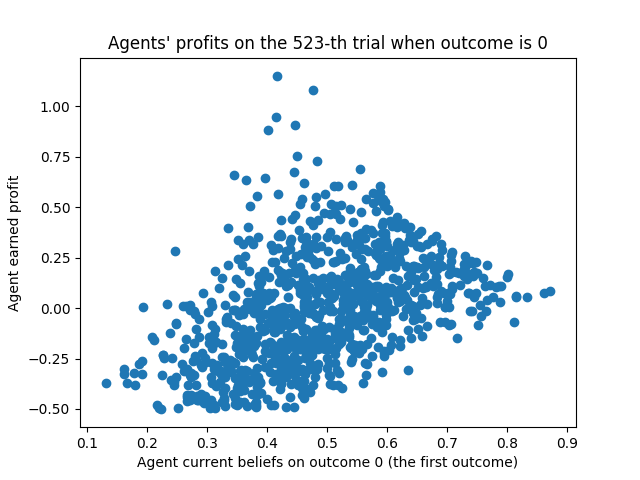 Agents' profits on the 523-th trial when outcome is 0
Agent earned profit
1.00
0.75
0.50
0.25
0.00
−0.25
−0.50
0.1 0.2 0.3 0.4 0.5 0.6 0.7 0.8 0.9
Agent current beliefs on outcome 0 (the first outcome)